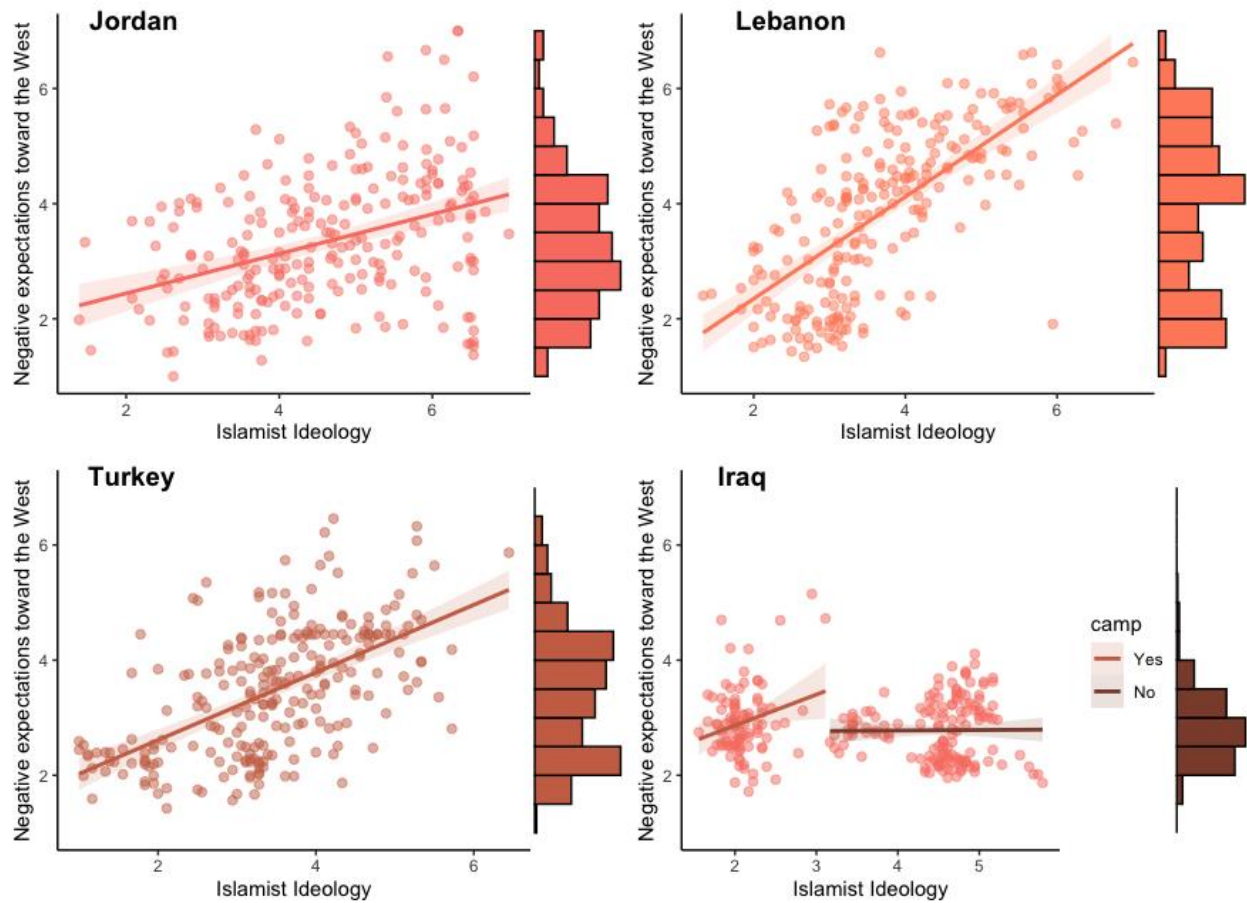 Jordan
Negative expectations toward the West
6
4
2
2 4 6
Islamist Ideology
Lebanon
Negative expectations toward the West
6
4
2
2 4 6
Islamist Ideology
Turkey
Negative expectations toward the West
6
4
2
2 4 6
Islamist Ideology
Iraq
Negative expectations toward the West
6
4
2
2 3 4 5
Islamist Ideology
camp
Yes
No